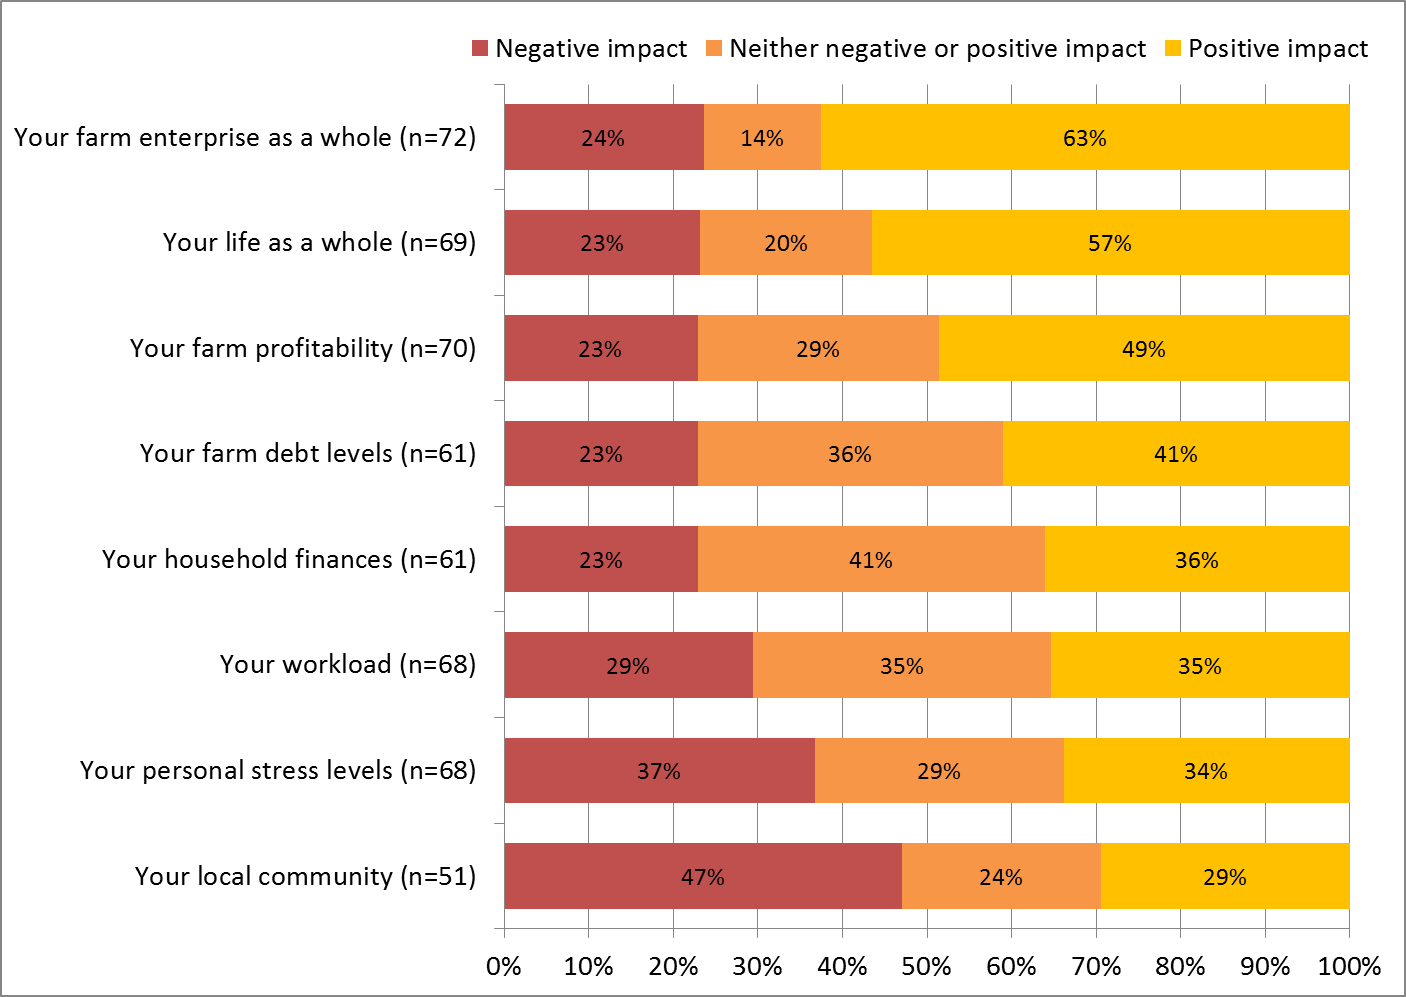 Negative impact Neither negative or positive impact Positive impact
Your farm enterprise as a whole (n=72) 24% 14% 63%
Your life as a whole (n=69) 23% 20% 57%
Your farm profitability (n=70) 23% 29% 49%
Your farm debt levels (n=61) 23% 36% 41%
Your household finances (n=61) 23% 41% 36%
Your workload (n=68) 29% 35% 35%
Your personal stress levels (n=68) 37% 29% 34%
Your local community (n=51) 47% 24% 29%
0% 10% 20% 30% 40% 50% 60% 70% 80% 90% 100%